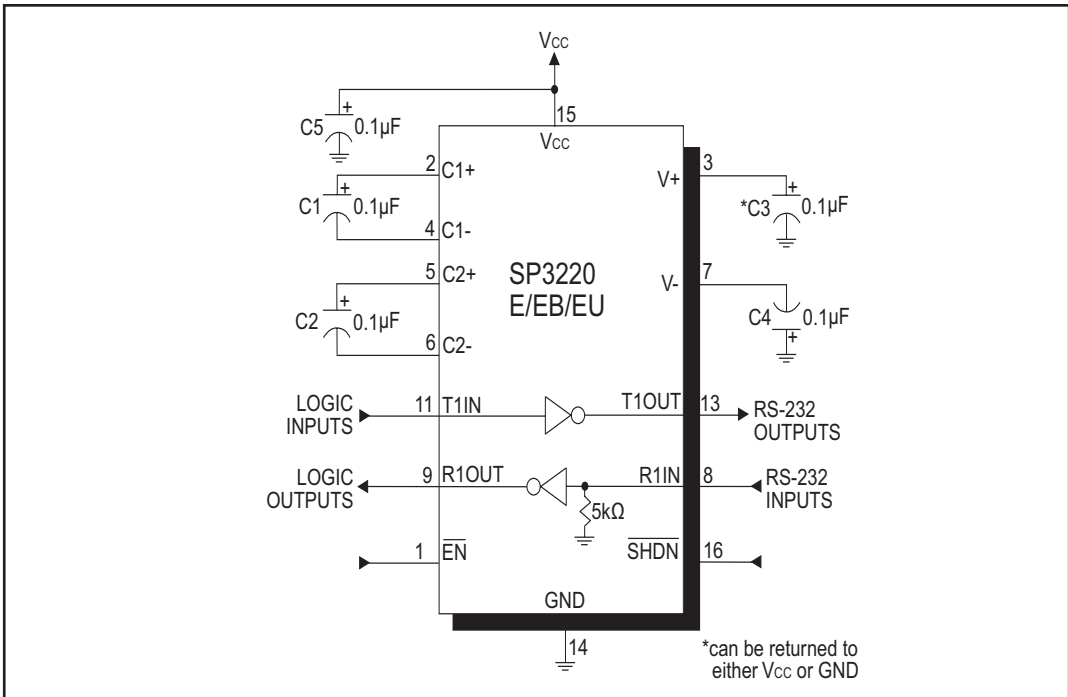 Vcc
15
Vcc
+
C5
0.1µF
2
C1+
+
C1
0.1µF
4
C1-
5
C2+
+
C2
0.1µF
6
C2-
SP3220
E/EB/EU
V+
3
+
*C3
0.1µF
V-
7
C4
0.1µF
+
LOGIC
INPUTS
11
T1IN
T1OUT
13
RS-232
OUTPUTS
LOGIC
OUTPUTS
9
R1OUT
R1IN
8
RS-232
INPUTS
5kΩ
1
EN
SHDN
16
GND
14
*can be returned to
either Vcc or GND